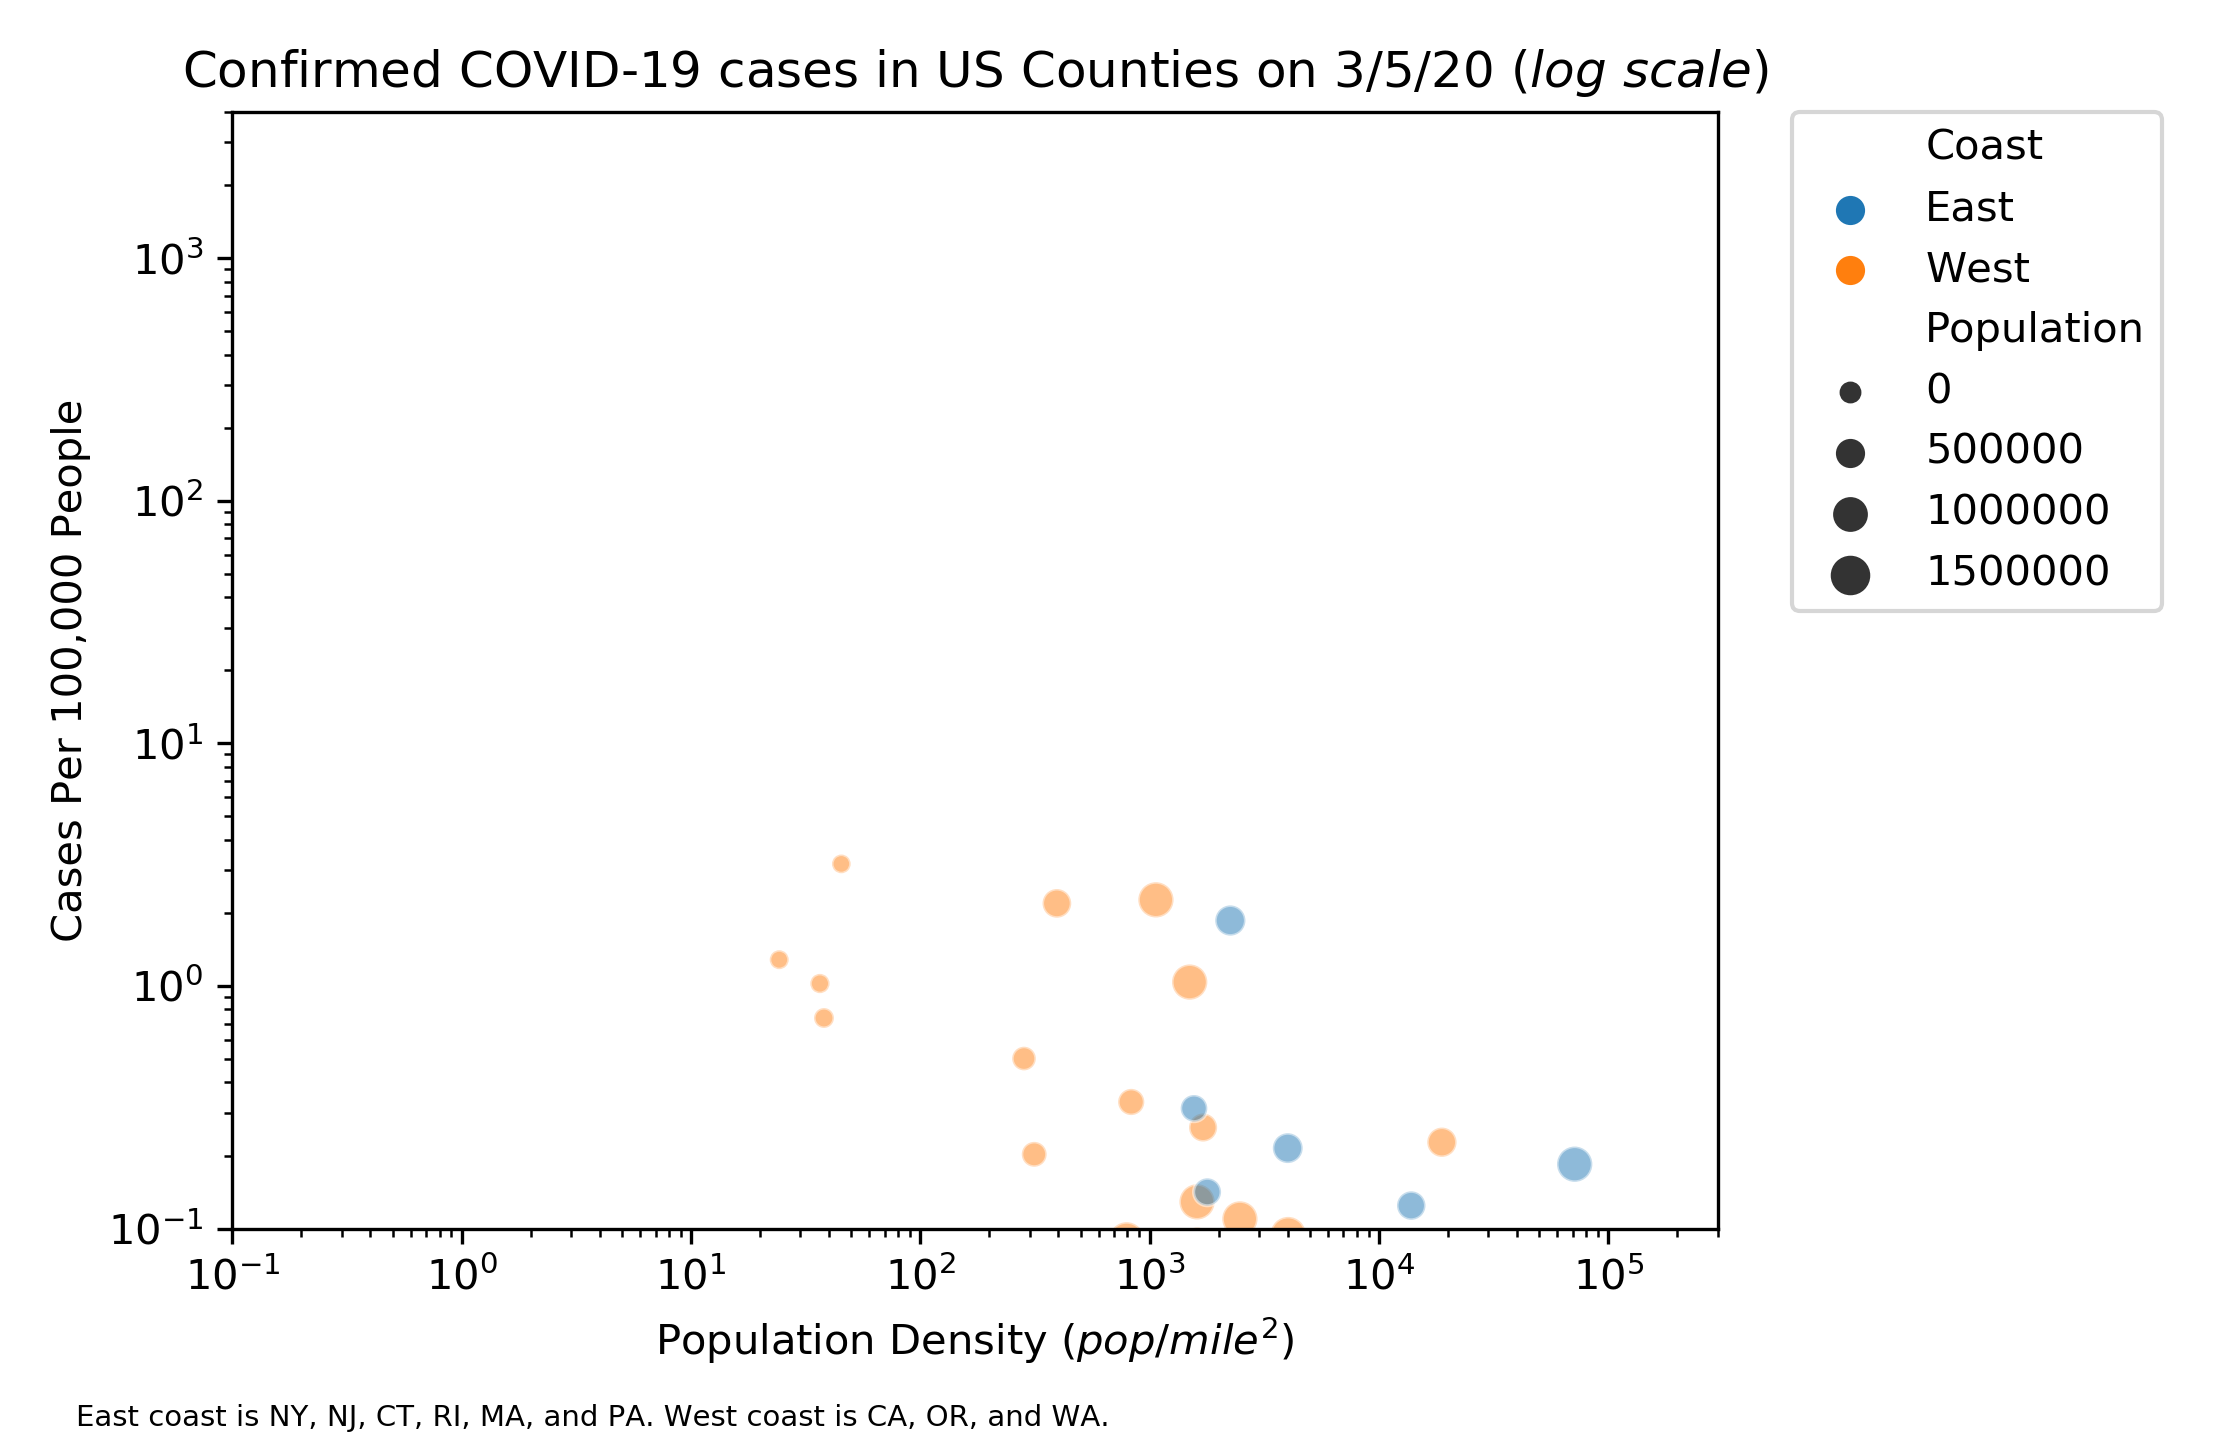 Confirmed COVID-19 cases in US Counties on 3/5/20 (log scale)
Coast
East
West
Population
0
500000
1000000
1500000
Cases Per 100,000 People
10³
10²
10¹
10⁰
10⁻¹
10⁻¹ 10⁰ 10¹ 10² 10³ 10⁴ 10⁵
Population Density (pop/mile²)
East coast is NY, NJ, CT, RI, MA, and PA. West coast is CA, OR, and WA.